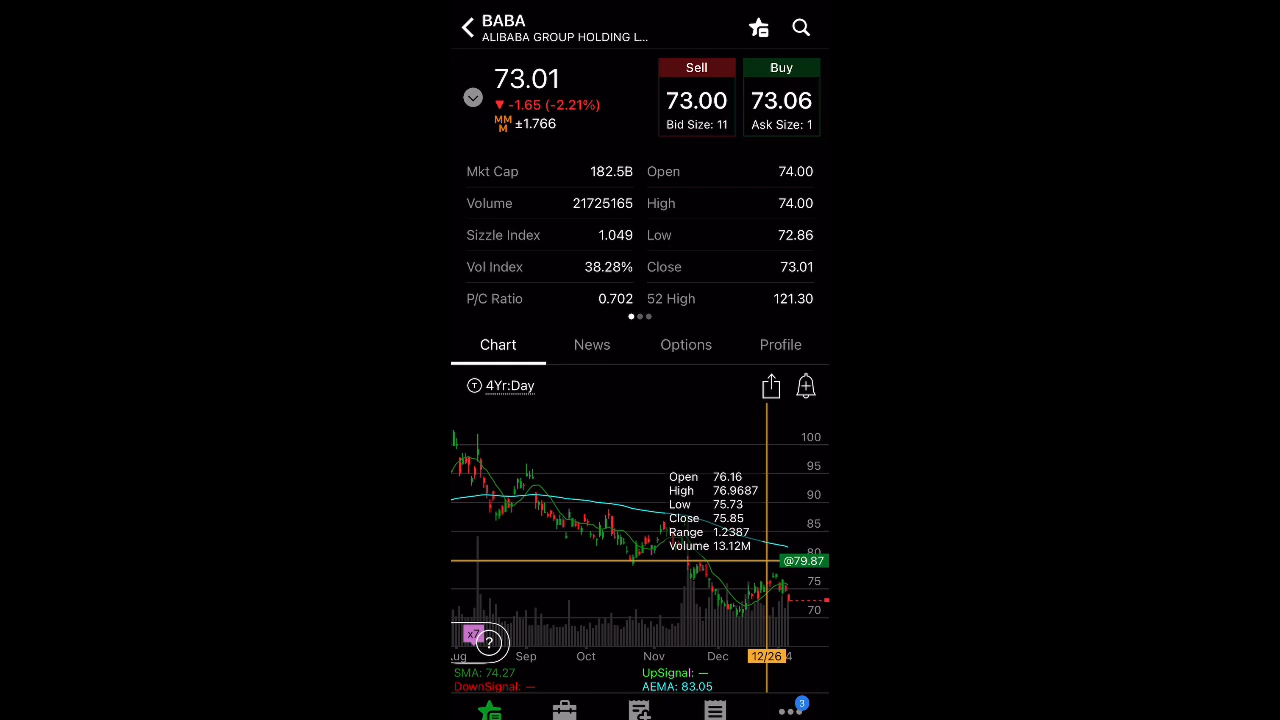 BABA
ALIBABA GROUP HOLDING L...
73.01
-1.65 (-2.21%)
MM
M
±1.766
Sell
73.00
Bid Size: 11
Buy
73.06
Ask Size: 1
Mkt Cap 182.5B Open 74.00
Volume 21725165 High 74.00
Sizzle Index 1.049 Low 72.86
Vol Index 38.28% Close 73.01
P/C Ratio 0.702 52 High 121.30
Chart News Options Profile
T 4Yr:Day
100
95
90
85
80
75
70
Open 76.16
High 76.9687
Low 75.73
Close 75.85
Range 1.2387
Volume 13.12M
@79.87
x7 ?
ug Sep Oct Nov Dec 12/26 4
SMA: 74.27 UpSignal: —
DownSignal: — AEMA: 83.05
3